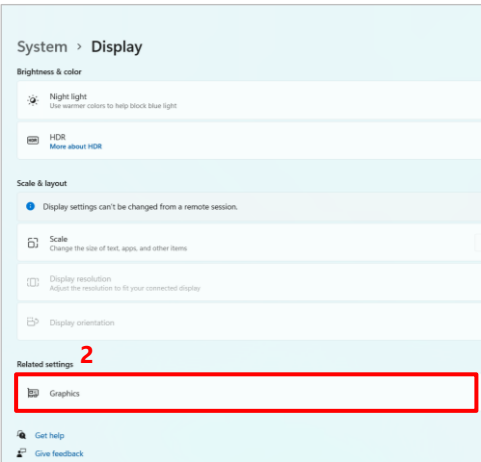 System > Display
Brightness & color
Night light
Use warmer colors to help block blue light
HDR
HDR
More about HDR
Scale & layout
Display settings can't be changed from a remote session.
Scale
Change the size of text, apps, and other items
Display resolution
Adjust the resolution to fit your connected display
Display orientation
Related settings 2
Graphics
Get help
Give feedback